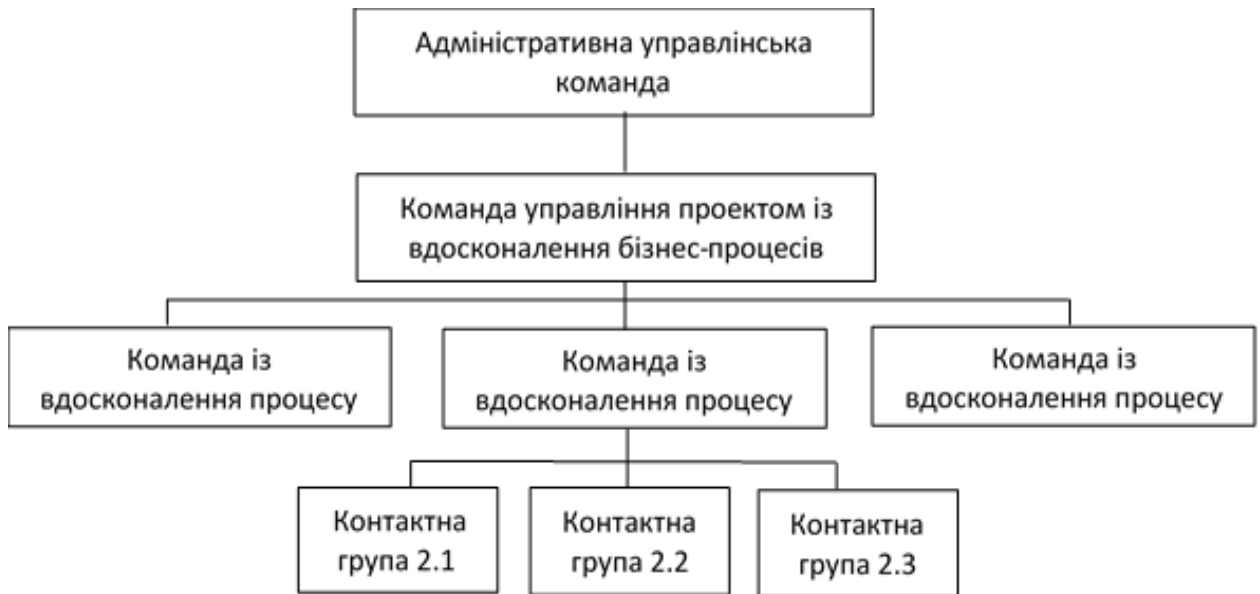 Адміністративна управлінська
команда
Команда управління проектом із
вдосконалення бізнес-процесів
Команда із
вдосконалення процесу
Команда із
вдосконалення процесу
Команда із
вдосконалення процесу
Контактна
група 2.1
Контактна
група 2.2
Контактна
група 2.3